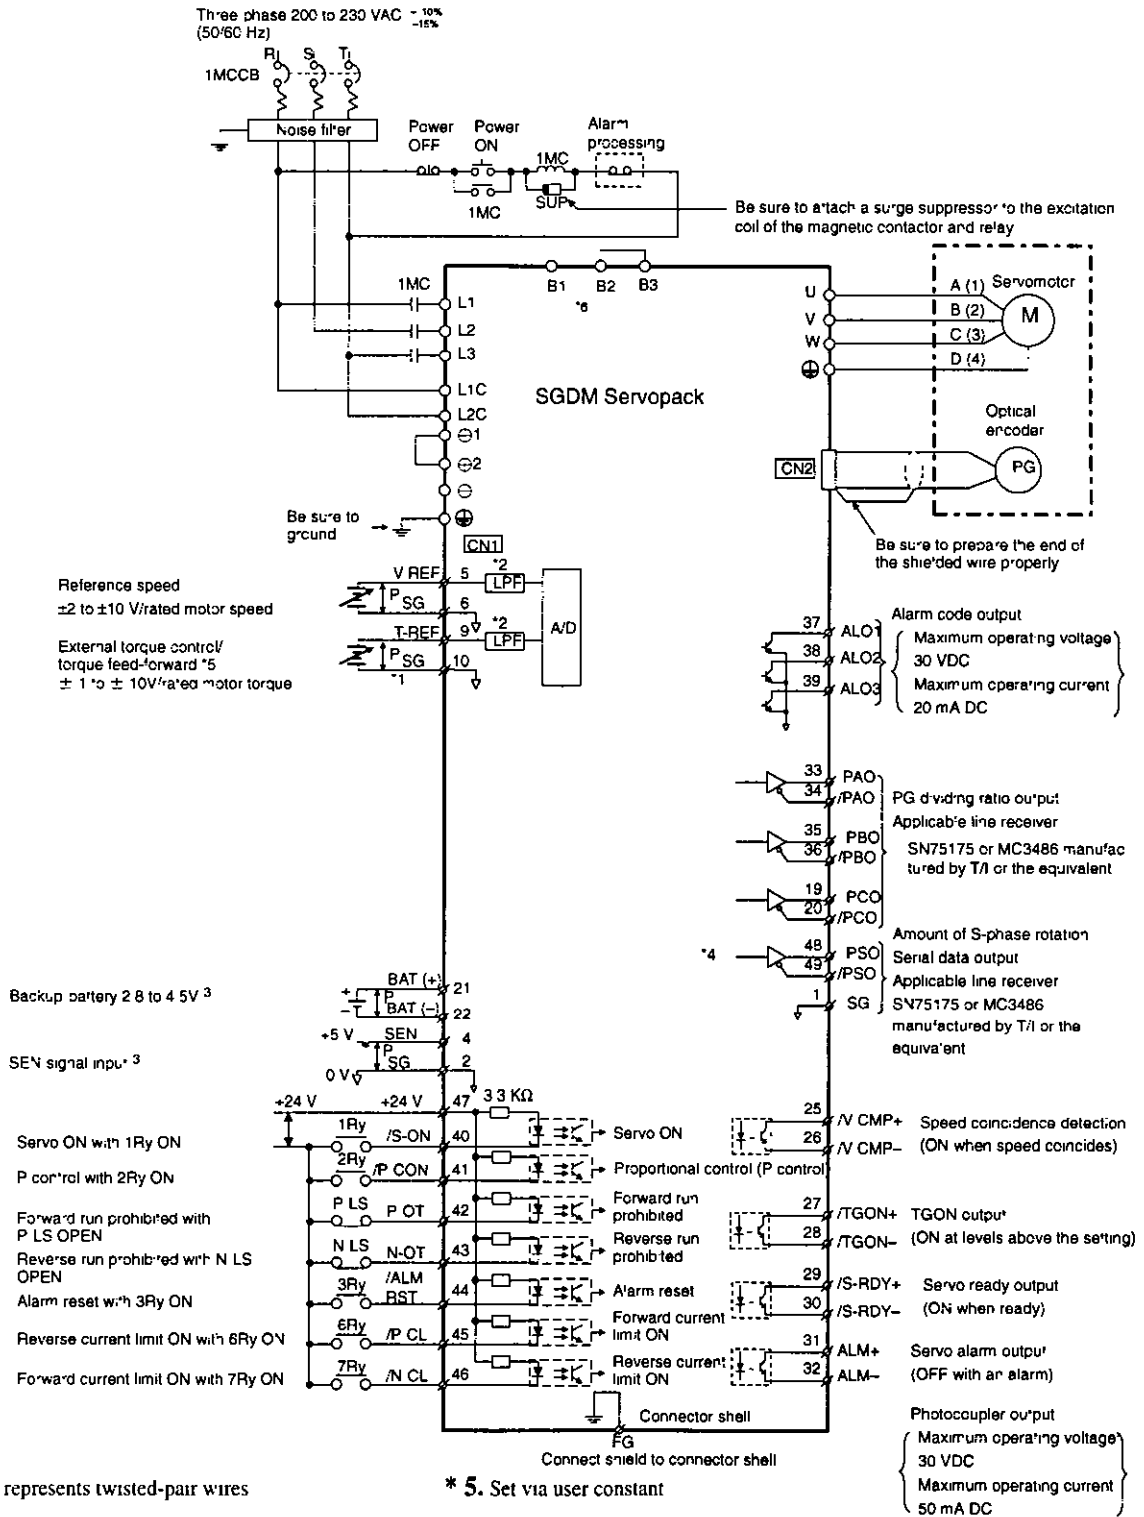 Three phase 200 to 230 VAC +10% -15%
(50/60 Hz)
R S T
1MCCB
Noise filter
Power
OFF
Power
ON
Alarm
processing
1MC
1MC
SUP
Be sure to attach a surge suppressor to the excitation
coil of the magnetic contactor and relay
B1 B2 B3
*6
1MC
L1
L2
L3
L1C
L2C
⊖1
⊖2
⊖
SGDM Servopack
U
V
W
A (1)
B (2)
C (3)
D (4)
Servomotor
M
Optical
encoder
PG
CN2
Be sure to prepare the end of
the shielded wire properly
Be sure to
ground
CN1
Reference speed
±2 to ±10 V/rated motor speed
V REF 5 *2
LPF
P SG 6
External torque control/
torque feed-forward *5
± 1 to ± 10V/rated motor torque
T-REF 9 *2
LPF
P SG 10
*1
A/D
37 ALO1
38 ALO2
39 ALO3
Alarm code output
Maximum operating voltage
30 VDC
Maximum operating current
20 mA DC
33 PAO
34 /PAO
35 PBO
36 /PBO
19 PCO
20 /PCO
PG dividing ratio output
Applicable line receiver
SN75175 or MC3486 manufac
tured by T/I or the equivalent
*4
48 PSO
49 /PSO
1 SG
Amount of S-phase rotation
Serial data output
Applicable line receiver
SN75175 or MC3486
manufactured by T/I or the
equivalent
Backup battery 2 8 to 4 5V 3
+ BAT (+) 21
P
- BAT (-) 22
SEN signal input 3
+5 V SEN 4
P
0 V SG 2
+24 V +24 V 47 3 3 KΩ
Servo ON with 1Ry ON 1Ry /S-ON 40 Servo ON
P control with 2Ry ON 2Ry /P CON 41 Proportional control (P control
Forward run prohibited with
P LS OPEN
P LS P OT 42
Forward run
prohibited
Reverse run prohibited with N LS
OPEN
N LS N-OT 43
Reverse run
prohibited
Alarm reset with 3Ry ON 3Ry /ALM
RST 44 Alarm reset
Reverse current limit ON with 6Ry ON 6Ry /P CL 45
Forward current
limit ON
Forward current limit ON with 7Ry ON 7Ry /N CL 46
Reverse current
limit ON
25 /V CMP+
26 /V CMP−
Speed coincidence detection
(ON when speed coincides)
27 /TGON+
28 /TGON−
TGON output
(ON at levels above the setting)
29 /S-RDY+
30 /S-RDY−
Servo ready output
(ON when ready)
31 ALM+
32 ALM−
Servo alarm output
(OFF with an alarm)
Photocoupler output
Maximum operating voltage
30 VDC
Maximum operating current
50 mA DC
Connector shell
FG
Connect shield to connector shell
represents twisted-pair wires
* 5. Set via user constant